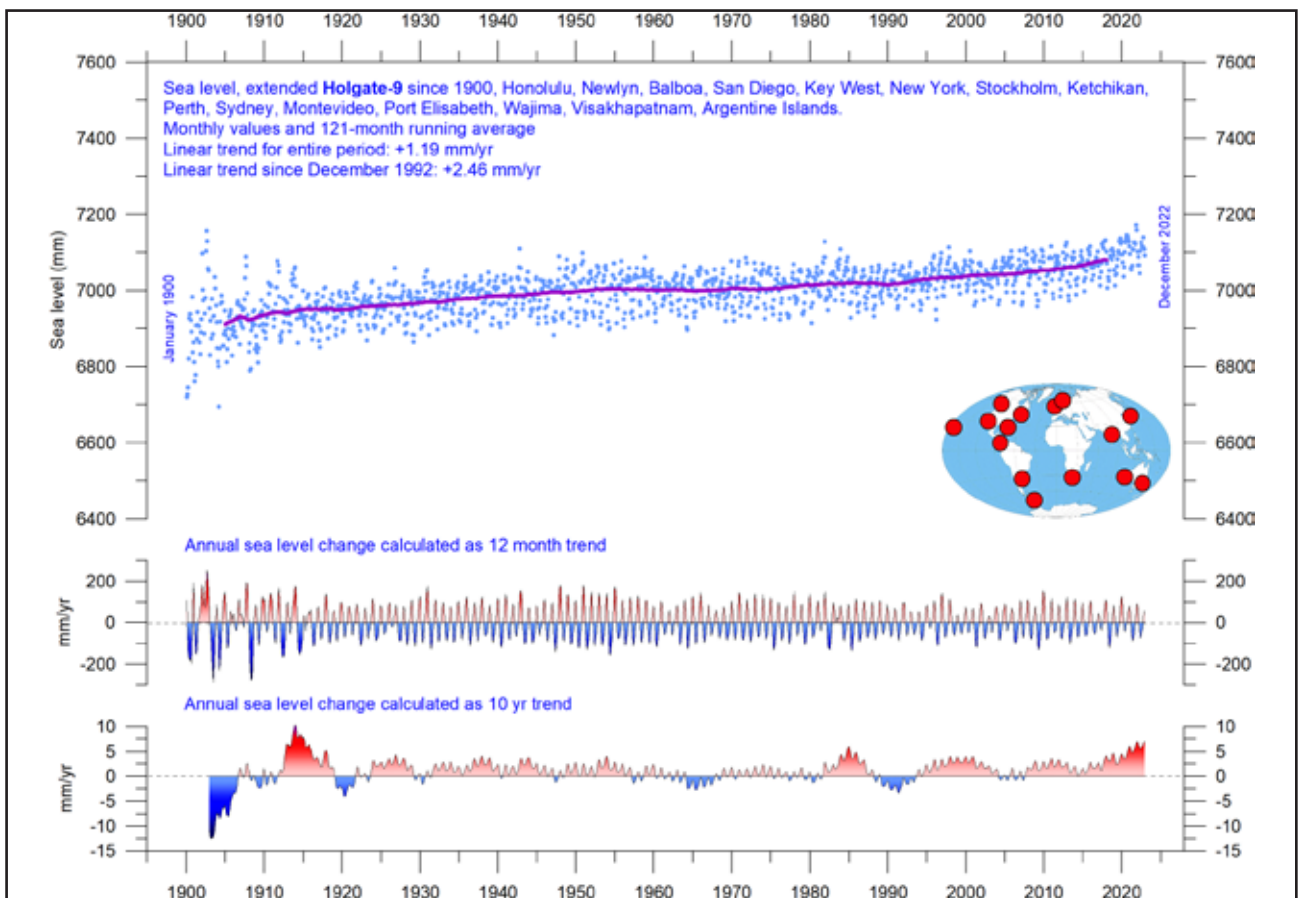 1900 1910 1920 1930 1940 1950 1960 1970 1980 1990 2000 2010 2020
7600 7600
Sea level, extended Holgate-9 since 1900, Honolulu, Newlyn, Balboa, San Diego, Key West, New York, Stockholm, Ketchikan,
Perth, Sydney, Montevideo, Port Elisabeth, Wajima, Visakhapatnam, Argentine Islands.
Monthly values and 121-month running average
Linear trend for entire period: +1.19 mm/yr
Linear trend since December 1992: +2.46 mm/yr
7400 7400
7200 7200
7000 7000
6800 6800
6600 6600
6400 6400
Sea level (mm)
January 1900
December 2022
Annual sea level change calculated as 12 month trend
200 200
0 0
-200 -200
mm/yr
Annual sea level change calculated as 10 yr trend
10 10
5 5
0 0
-5 -5
-10 -10
-15 -15
mm/yr
1900 1910 1920 1930 1940 1950 1960 1970 1980 1990 2000 2010 2020